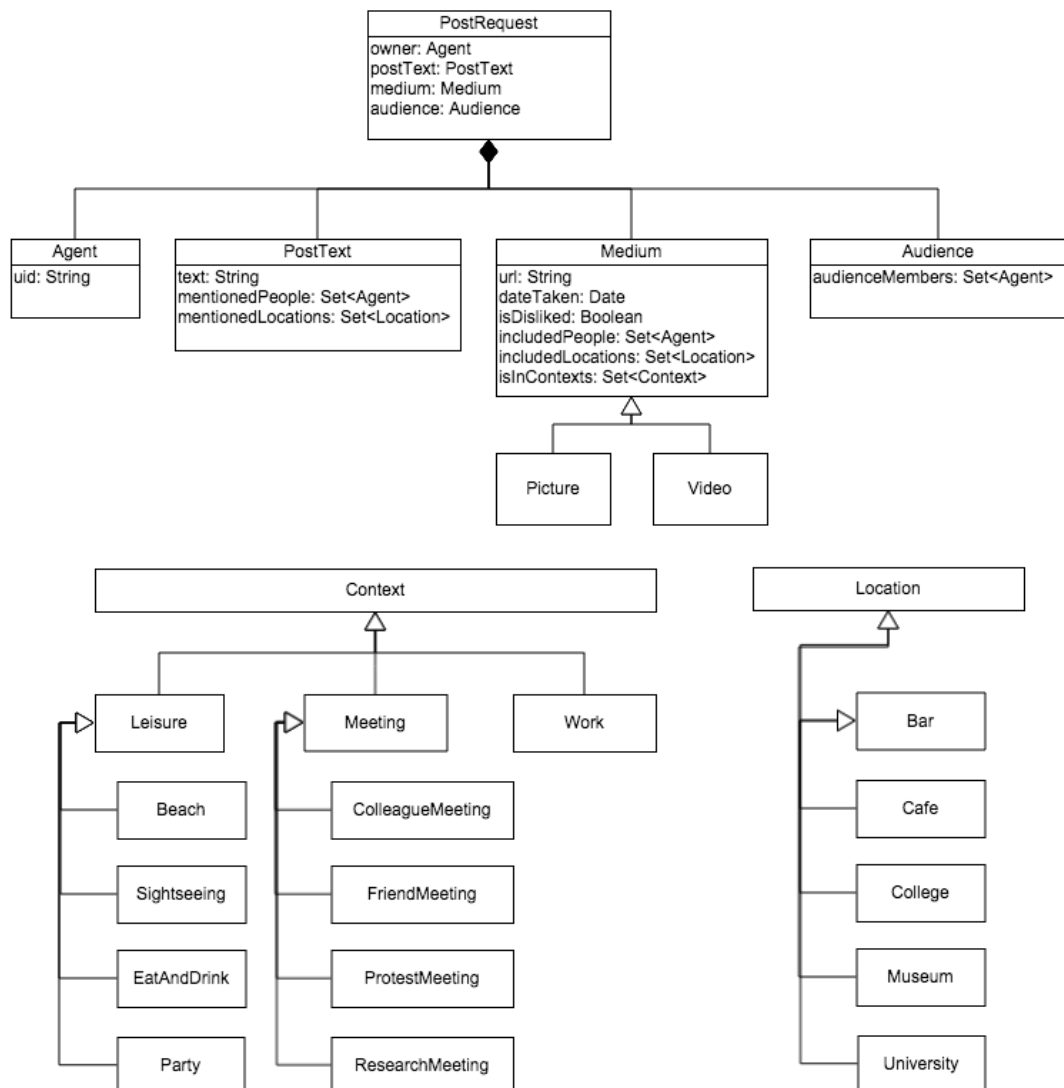 PostRequest
owner: Agent
postText: PostText
medium: Medium
audience: Audience
Agent
uid: String
PostText
text: String
mentionedPeople: Set<Agent>
mentionedLocations: Set<Location>
Medium
url: String
dateTaken: Date
isDisliked: Boolean
includedPeople: Set<Agent>
includedLocations: Set<Location>
isInContexts: Set<Context>
Audience
audienceMembers: Set<Agent>
Picture
Video
Context
Location
Leisure
Meeting
Work
Bar
Beach
ColleagueMeeting
Cafe
Sightseeing
FriendMeeting
College
EatAndDrink
ProtestMeeting
Museum
Party
ResearchMeeting
University